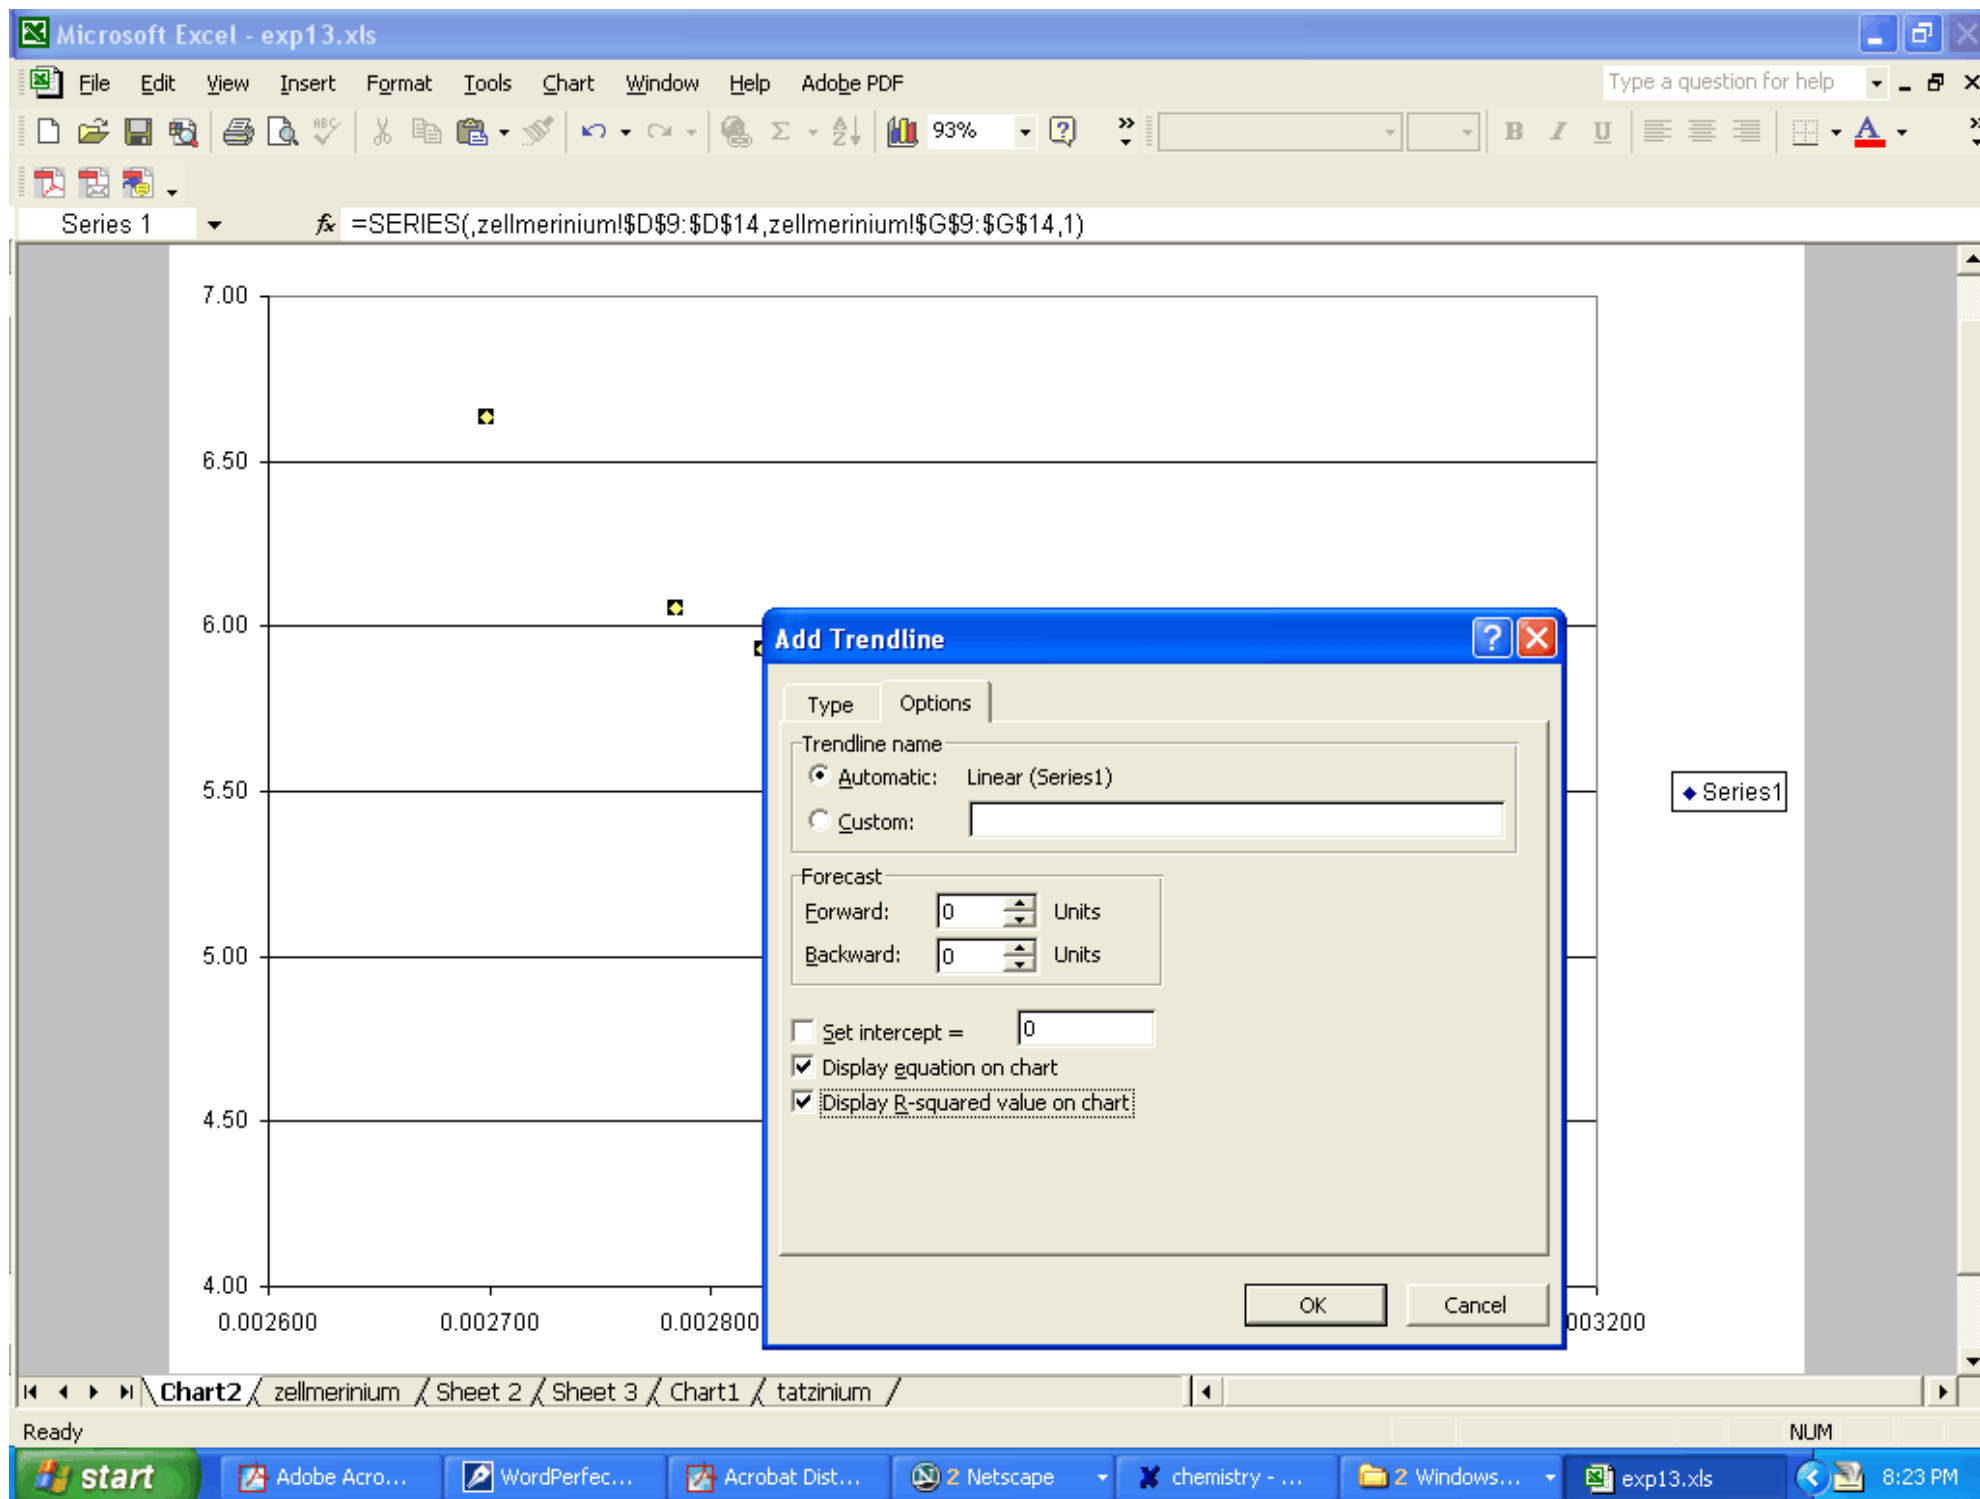 Microsoft Excel - exp13.xls
File Edit View Insert Format Tools Chart Window Help Adobe PDF Type a question for help
ABC Σ A Z 93% ? » B I U A »
Series 1 fx =SERIES(,zellmerinium!$D$9:$D$14,zellmerinium!$G$9:$G$14,1)
7.00
6.50
6.00
5.50
5.00
4.50
4.00
0.002600 0.002700 0.002800 003200
Series1
Add Trendline
Type Options
Trendline name
Automatic: Linear (Series1)
Custom:
Forecast
Forward: 0 Units
Backward: 0 Units
Set intercept = 0
Display equation on chart
Display R-squared value on chart
OK Cancel
Chart2 zellmerinium Sheet 2 Sheet 3 Chart1 tatzinium
Ready NUM
start Adobe Acro... WordPerfec... Acrobat Dist... 2 Netscape chemistry - ... 2 Windows... exp13.xls 8:23 PM